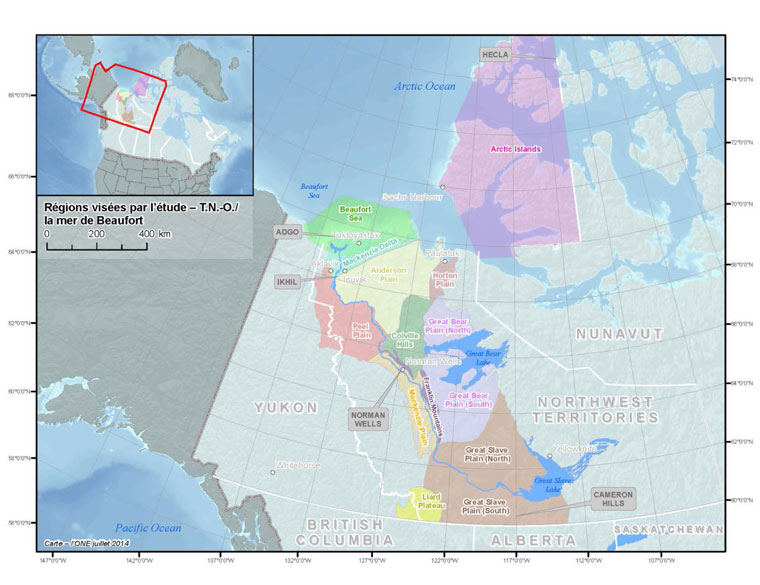 HECLA
74°0'0"N
Arctic Ocean
68°0'0"N
72°0'0"N
Arctic Islands
66°0'0"N
Beaufort
Sea
Sachs Harbour
70°0'0"N
Régions visées par l'étude – T.N.-O./
la mer de Beaufort
Beaufort
Sea
0 200 400 km
ADGO
Tuktoyaktuk
64°0'0"N
Mackenzie Delta
Paulatuk
68°0'0"N
Aklavik
Anderson
Plain
IKHIL
Inuvik
Horton
Plain
62°0'0"N
Peel
Plain
Great Bear
Plain (North)
66°0'0"N
Colville
Hills
NUNAVUT
Great Bear
Lake
Norman Wells
60°0'0"N
64°0'0"N
Franklin Mountains
Great Bear
Plain (South)
YUKON
Mackenzie Plain
NORTHWEST
TERRITORIES
NORMAN
WELLS
62°0'0"N
58°0'0"N
Great Slave
Plain (North)
Yellowknife
Whitehorse
Great Slave
Lake
Liard
Plateau
Great Slave
Plain (South)
CAMERON
HILLS
60°0'0"N
56°0'0"N
Pacific Ocean
BRITISH
COLUMBIA
ALBERTA
SASKATCHEWAN
Carte – l'ONE juillet 2014
147°0'0"W 142°0'0"W 137°0'0"W 132°0'0"W 127°0'0"W 122°0'0"W 117°0'0"W 112°0'0"W 107°0'0"W